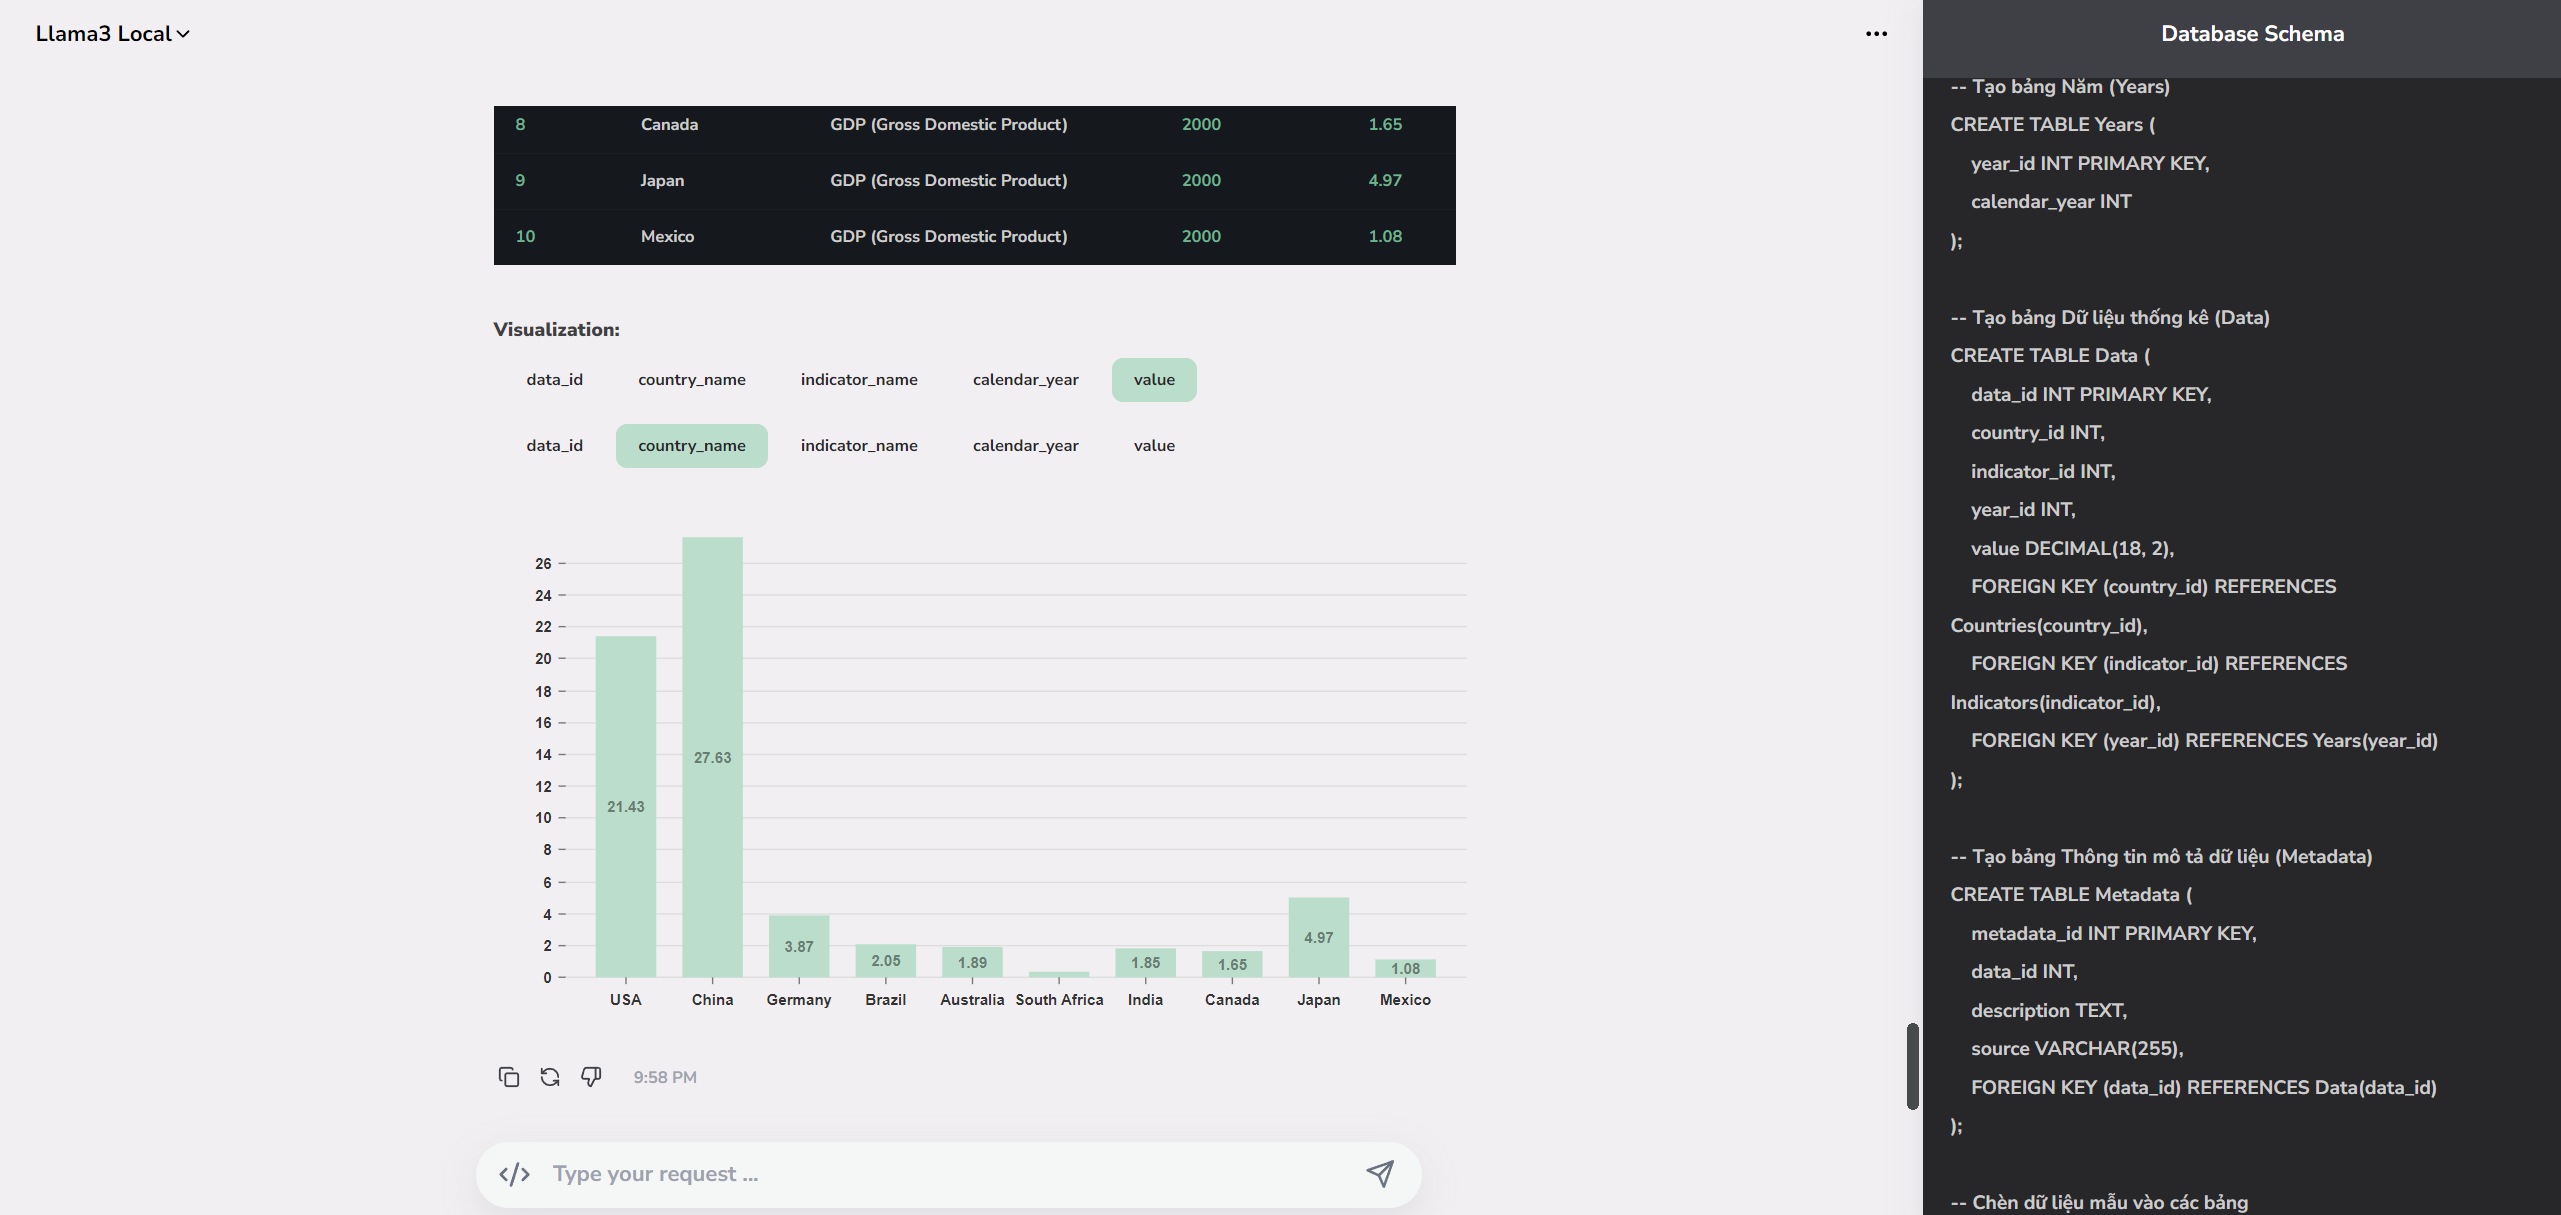 Llama3 Local
8 Canada GDP (Gross Domestic Product) 2000 1.65
9 Japan GDP (Gross Domestic Product) 2000 4.97
10 Mexico GDP (Gross Domestic Product) 2000 1.08
Visualization:
data_id country_name indicator_name calendar_year value
data_id country_name indicator_name calendar_year value
26
24
22
20
18
16
14
12
10
8
6
4
2
0
21.43
27.63
3.87
2.05
1.89
1.85
1.65
4.97
1.08
USA China Germany Brazil Australia South Africa India Canada Japan Mexico
9:58 PM
</> Type your request ...
Database Schema
-- Tạo bảng Năm (Years)
CREATE TABLE Years (
year_id INT PRIMARY KEY,
calendar_year INT
);
-- Tạo bảng Dữ liệu thống kê (Data)
CREATE TABLE Data (
data_id INT PRIMARY KEY,
country_id INT,
indicator_id INT,
year_id INT,
value DECIMAL(18, 2),
FOREIGN KEY (country_id) REFERENCES
Countries(country_id),
FOREIGN KEY (indicator_id) REFERENCES
Indicators(indicator_id),
FOREIGN KEY (year_id) REFERENCES Years(year_id)
);
-- Tạo bảng Thông tin mô tả dữ liệu (Metadata)
CREATE TABLE Metadata (
metadata_id INT PRIMARY KEY,
data_id INT,
description TEXT,
source VARCHAR(255),
FOREIGN KEY (data_id) REFERENCES Data(data_id)
);
-- Chèn dữ liệu mẫu vào các bảng